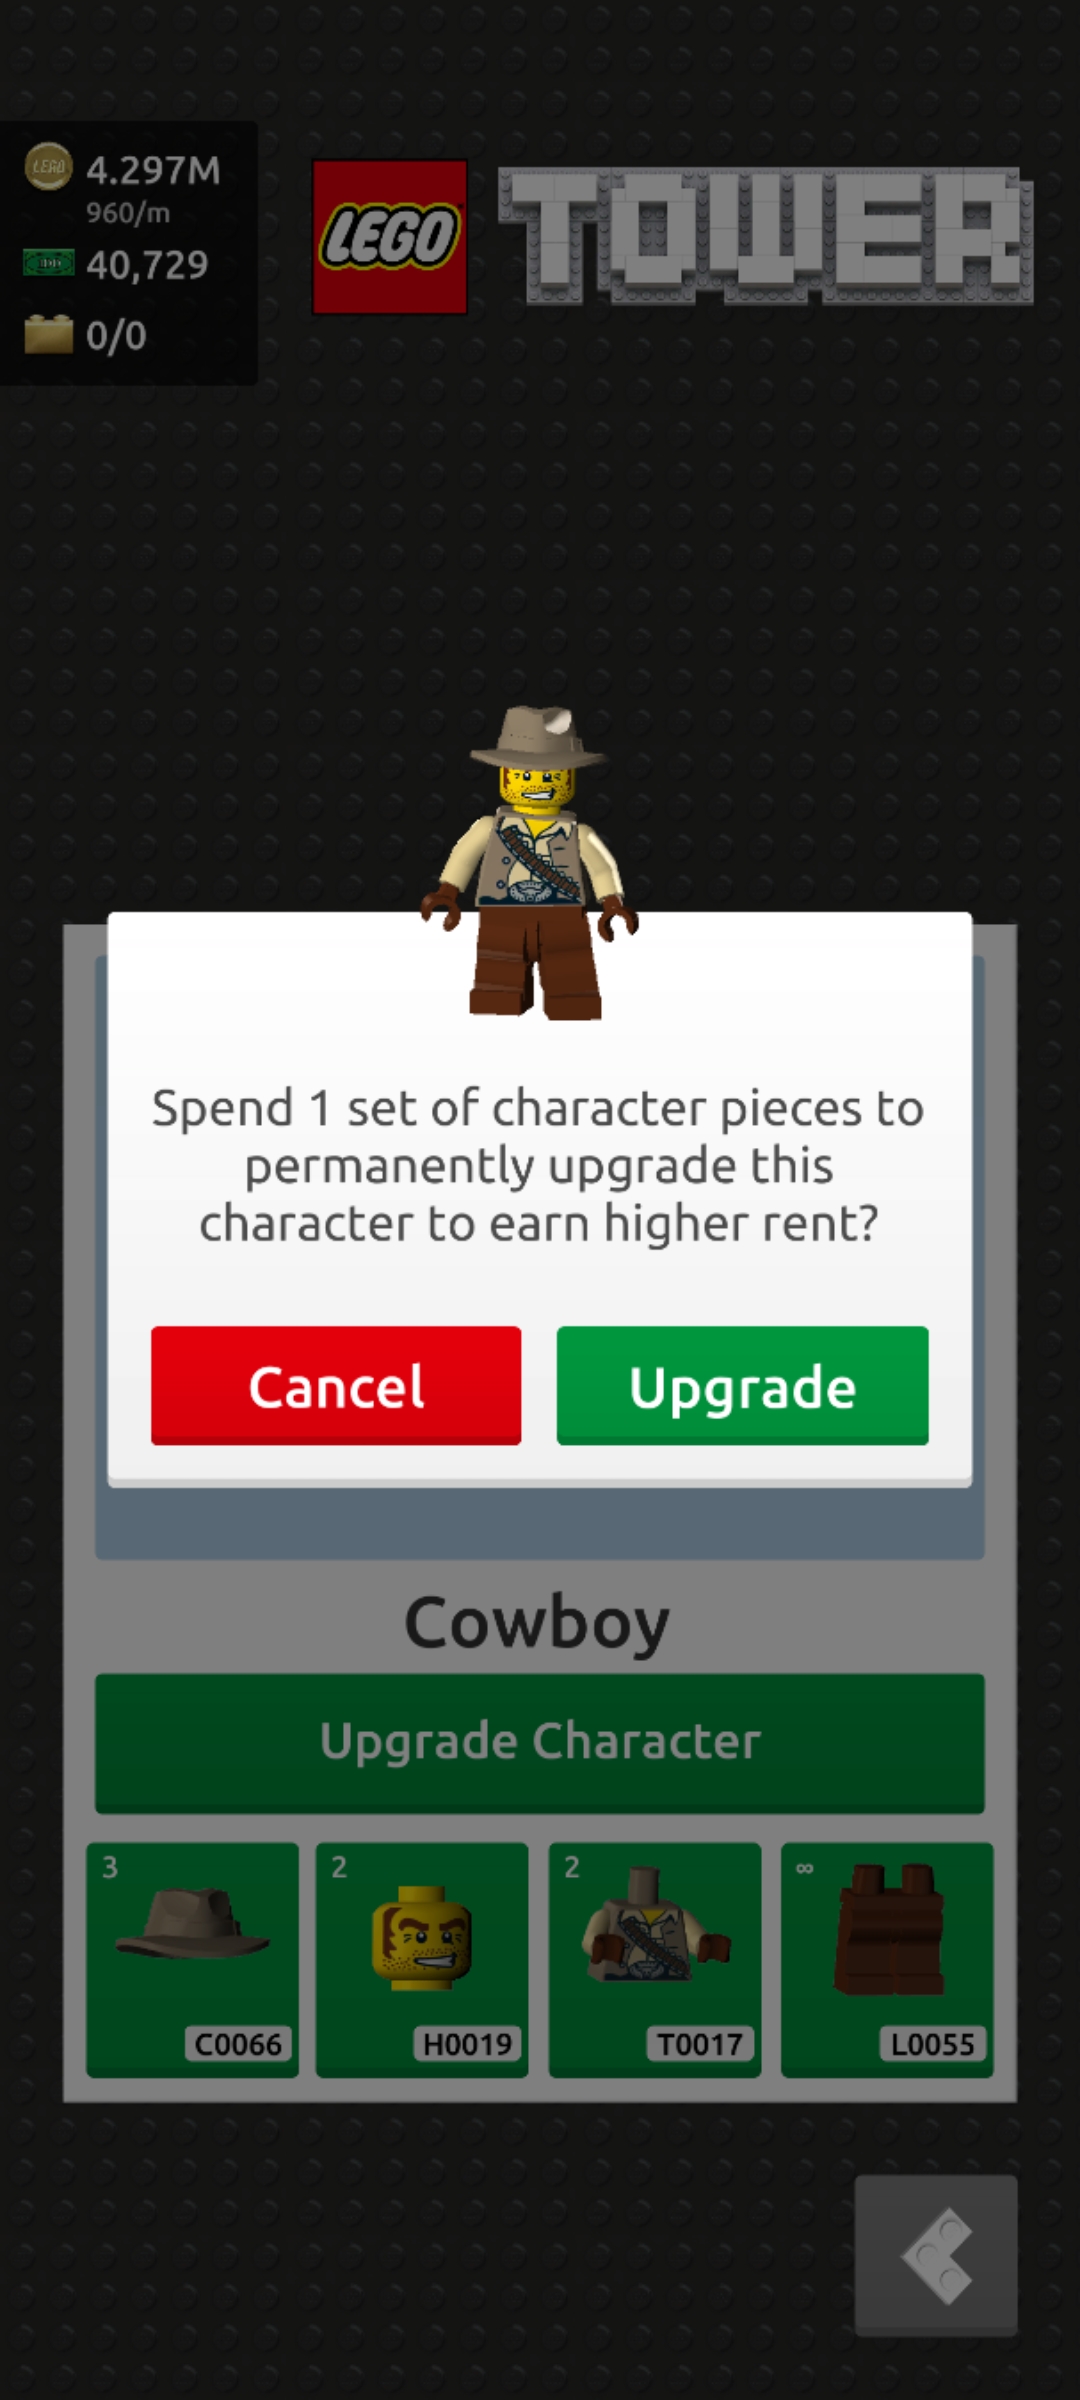 4.297M
960/m
40,729
0/0
LEGO
TOWER
Spend 1 set of character pieces to
permanently upgrade this
character to earn higher rent?
Cancel
Upgrade
Cowboy
Upgrade Character
3
2
2
∞
C0066
H0019
T0017
L0055